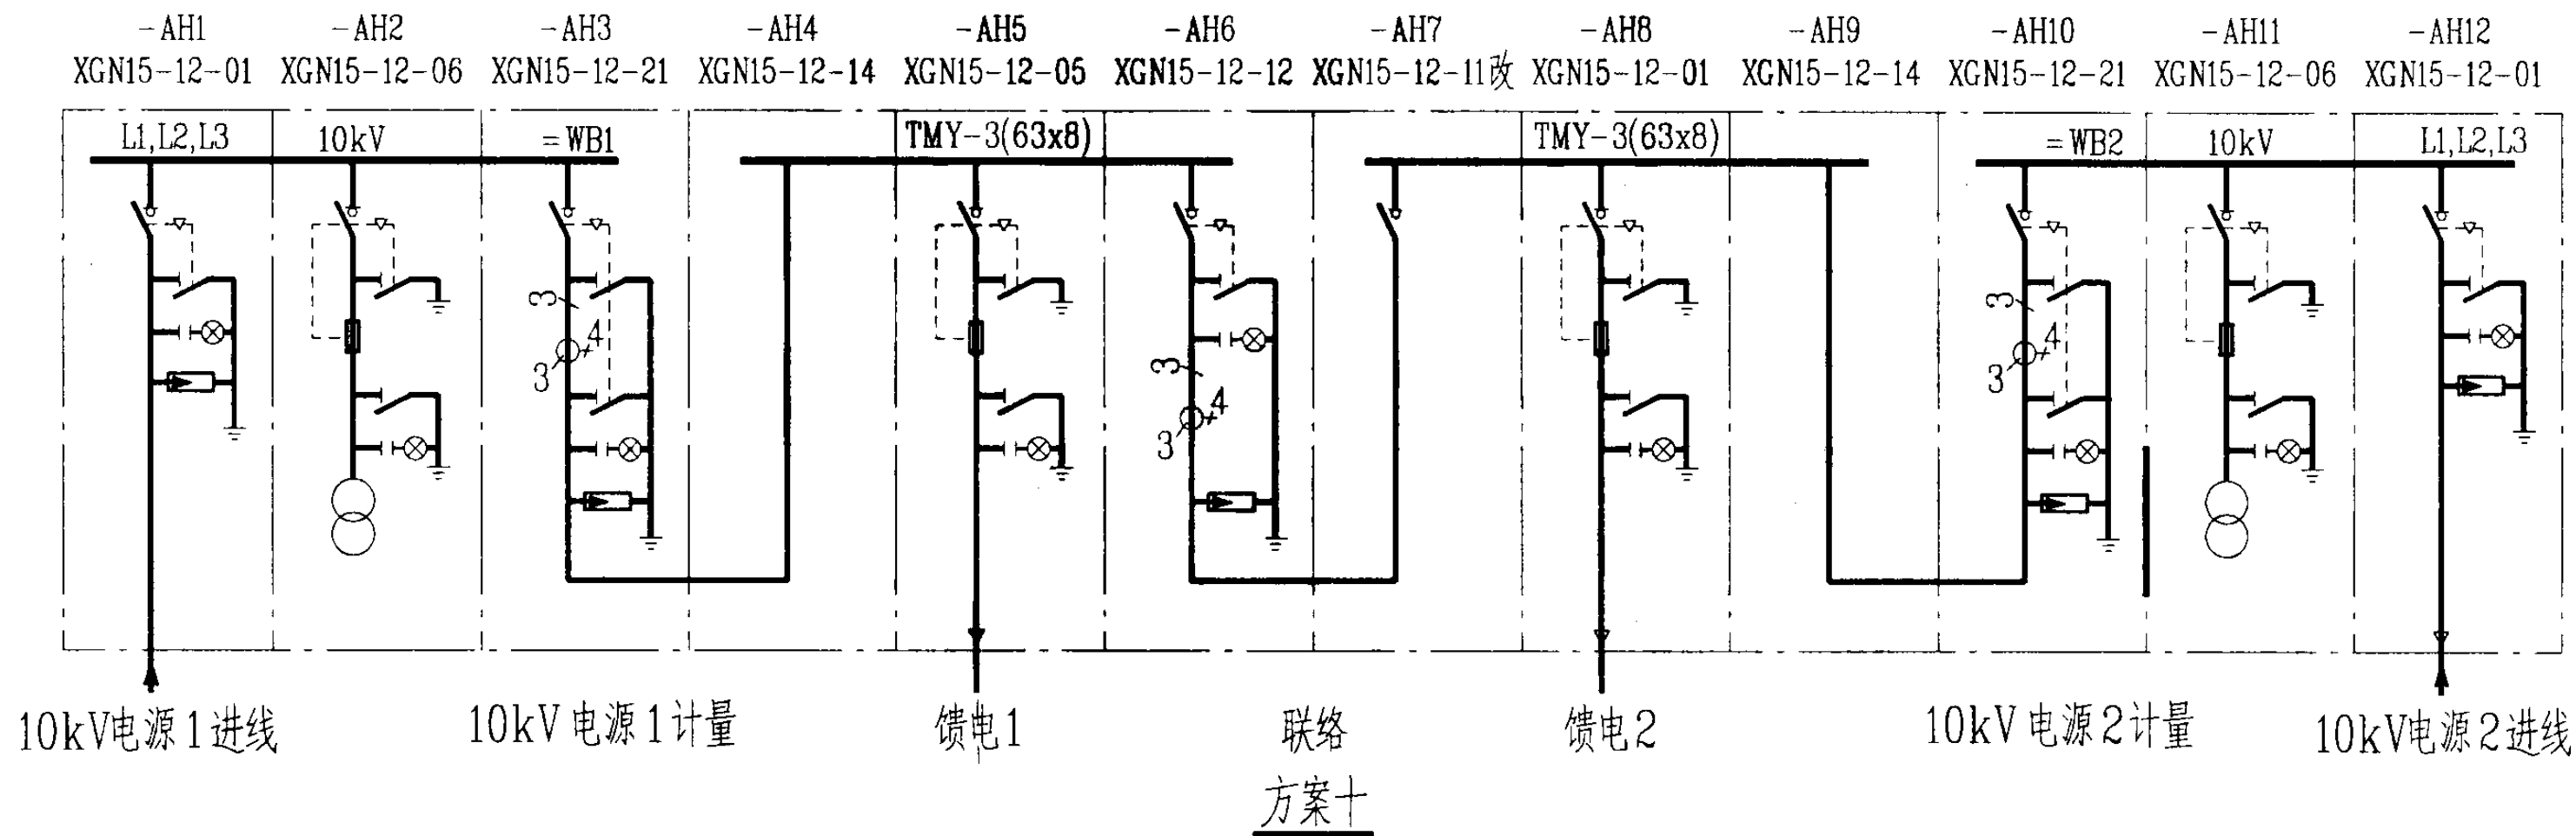 -AH1 -AH2 -AH3 -AH4 -AH5 -AH6 -AH7 -AH8 -AH9 -AH10 -AH11 -AH12
XGN15-12-01 XGN15-12-06 XGN15-12-21 XGN15-12-14 XGN15-12-05 XGN15-12-12 XGN15-12-11改 XGN15-12-01 XGN15-12-14 XGN15-12-21 XGN15-12-06 XGN15-12-01
L1,L2,L3 10kV =WB1 TMY-3(63x8) TMY-3(63x8) =WB2 10kV L1,L2,L3
3 3
4 4
3 3
3
4
3
10kV电源1进线 10kV电源1计量 馈电1 联络 馈电2 10kV电源2计量 10kV电源2进线
方案十